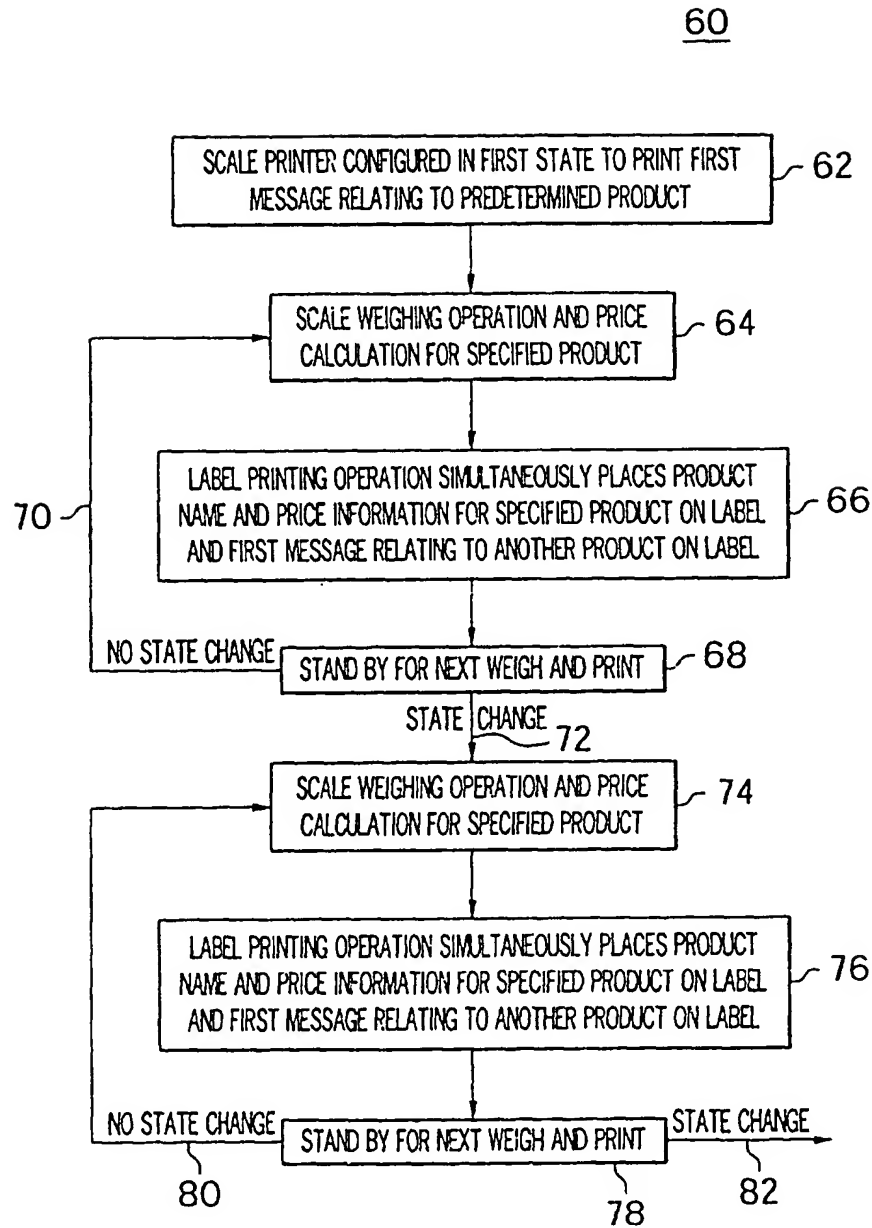 60
SCALE PRINTER CONFIGURED IN FIRST STATE TO PRINT FIRST
MESSAGE RELATING TO PREDETERMINED PRODUCT
62
SCALE WEIGHING OPERATION AND PRICE
CALCULATION FOR SPECIFIED PRODUCT
64
LABEL PRINTING OPERATION SIMULTANEOUSLY PLACES PRODUCT
NAME AND PRICE INFORMATION FOR SPECIFIED PRODUCT ON LABEL
AND FIRST MESSAGE RELATING TO ANOTHER PRODUCT ON LABEL
66
70
NO STATE CHANGE
STAND BY FOR NEXT WEIGH AND PRINT
68
STATE CHANGE
72
SCALE WEIGHING OPERATION AND PRICE
CALCULATION FOR SPECIFIED PRODUCT
74
LABEL PRINTING OPERATION SIMULTANEOUSLY PLACES PRODUCT
NAME AND PRICE INFORMATION FOR SPECIFIED PRODUCT ON LABEL
AND FIRST MESSAGE RELATING TO ANOTHER PRODUCT ON LABEL
76
NO STATE CHANGE
80
STAND BY FOR NEXT WEIGH AND PRINT
78
STATE CHANGE
82